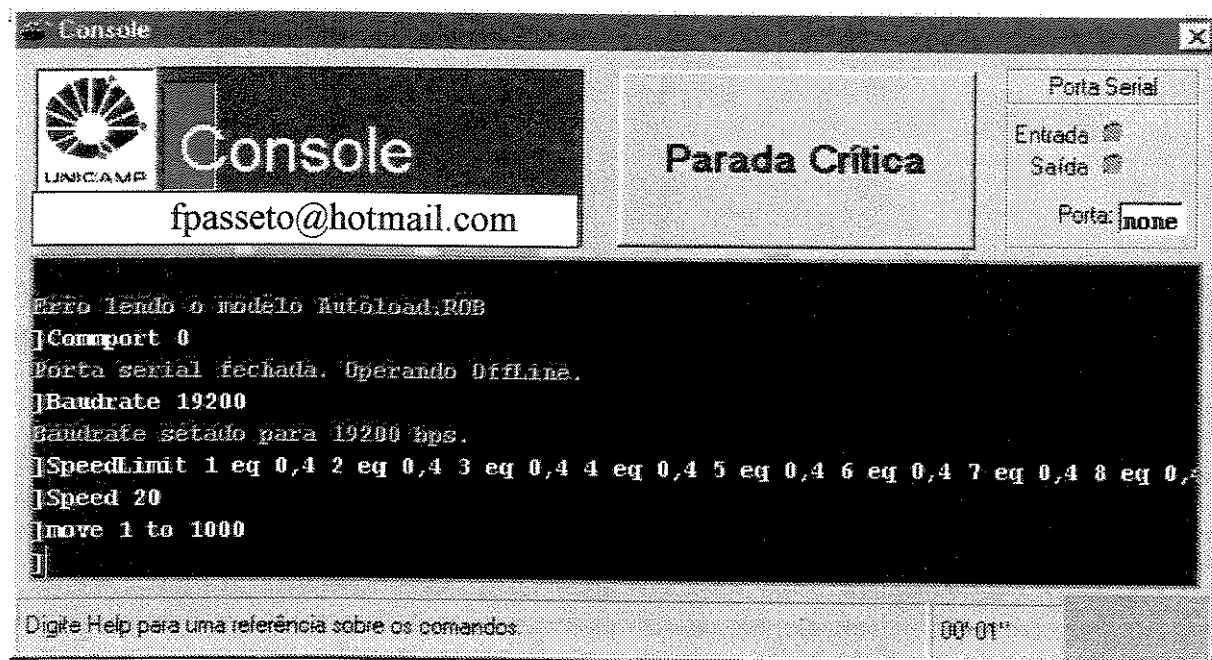 Console
UNICAMP
Console
fpasseto@hotmail.com
Parada Crítica
Porta Serial
Entrada
Saída
Porta: none
Erro lendo o modelo Autoload.ROB
]Commport 0
Porta serial fechada. Operando OffLine.
]Baudrate 19200
Baudrate setado para 19200 bps.
]SpeedLimit 1 eq 0,4 2 eq 0,4 3 eq 0,4 4 eq 0,4 5 eq 0,4 6 eq 0,4 7 eq 0,4 8 eq 0,
]Speed 20
]move 1 to 1000
]
Digite Help para uma referência sobre os comandos.
00' 01''